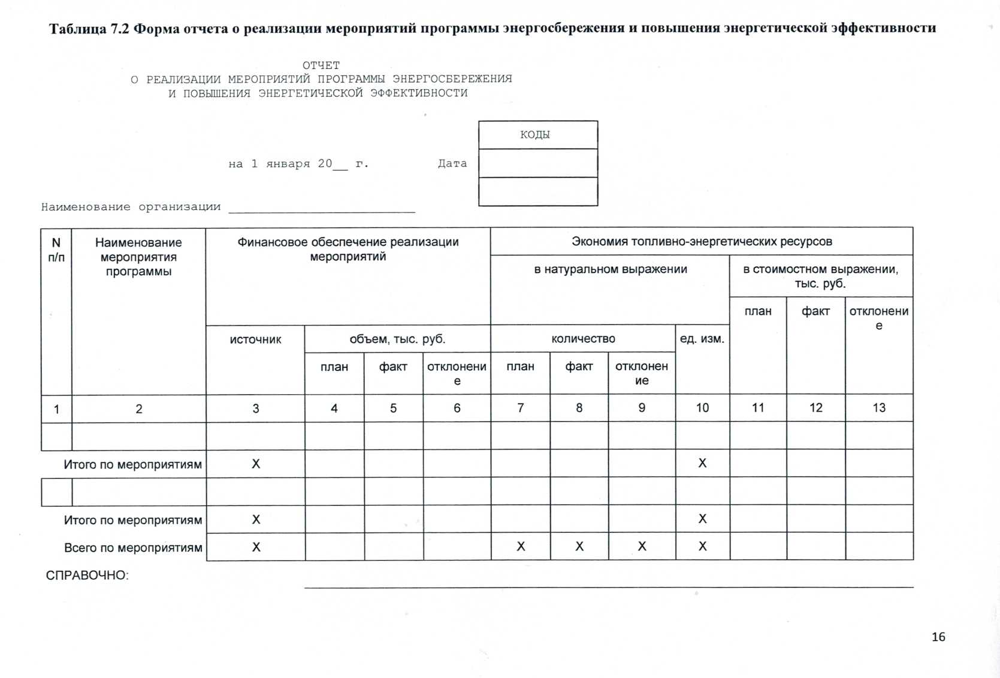 Таблица 7.2 Форма отчета о реализации мероприятий программы энергосбережения и повышения энергетической эффективности
ОТЧЕТ
О РЕАЛИЗАЦИИ МЕРОПРИЯТИЙ ПРОГРАММЫ ЭНЕРГОСБЕРЕЖЕНИЯ
И ПОВЫШЕНИЯ ЭНЕРГЕТИЧЕСКОЙ ЭФФЕКТИВНОСТИ
КОДЫ
на 1 января 20__ г. Дата
Наименование организации _________________________
N
п/п
Наименование
мероприятия
программы
Финансовое обеспечение реализации
мероприятий
Экономия топливно-энергетических ресурсов
в натуральном выражении
в стоимостном выражении,
тыс. руб.
план факт отклонени
е
источник объем, тыс. руб. количество ед. изм.
план факт отклонени
е
план факт отклонен
ие
1 2 3 4 5 6 7 8 9 10 11 12 13
Итого по мероприятиям X X
Итого по мероприятиям X X
Всего по мероприятиям X X X X X
СПРАВОЧНО:
16